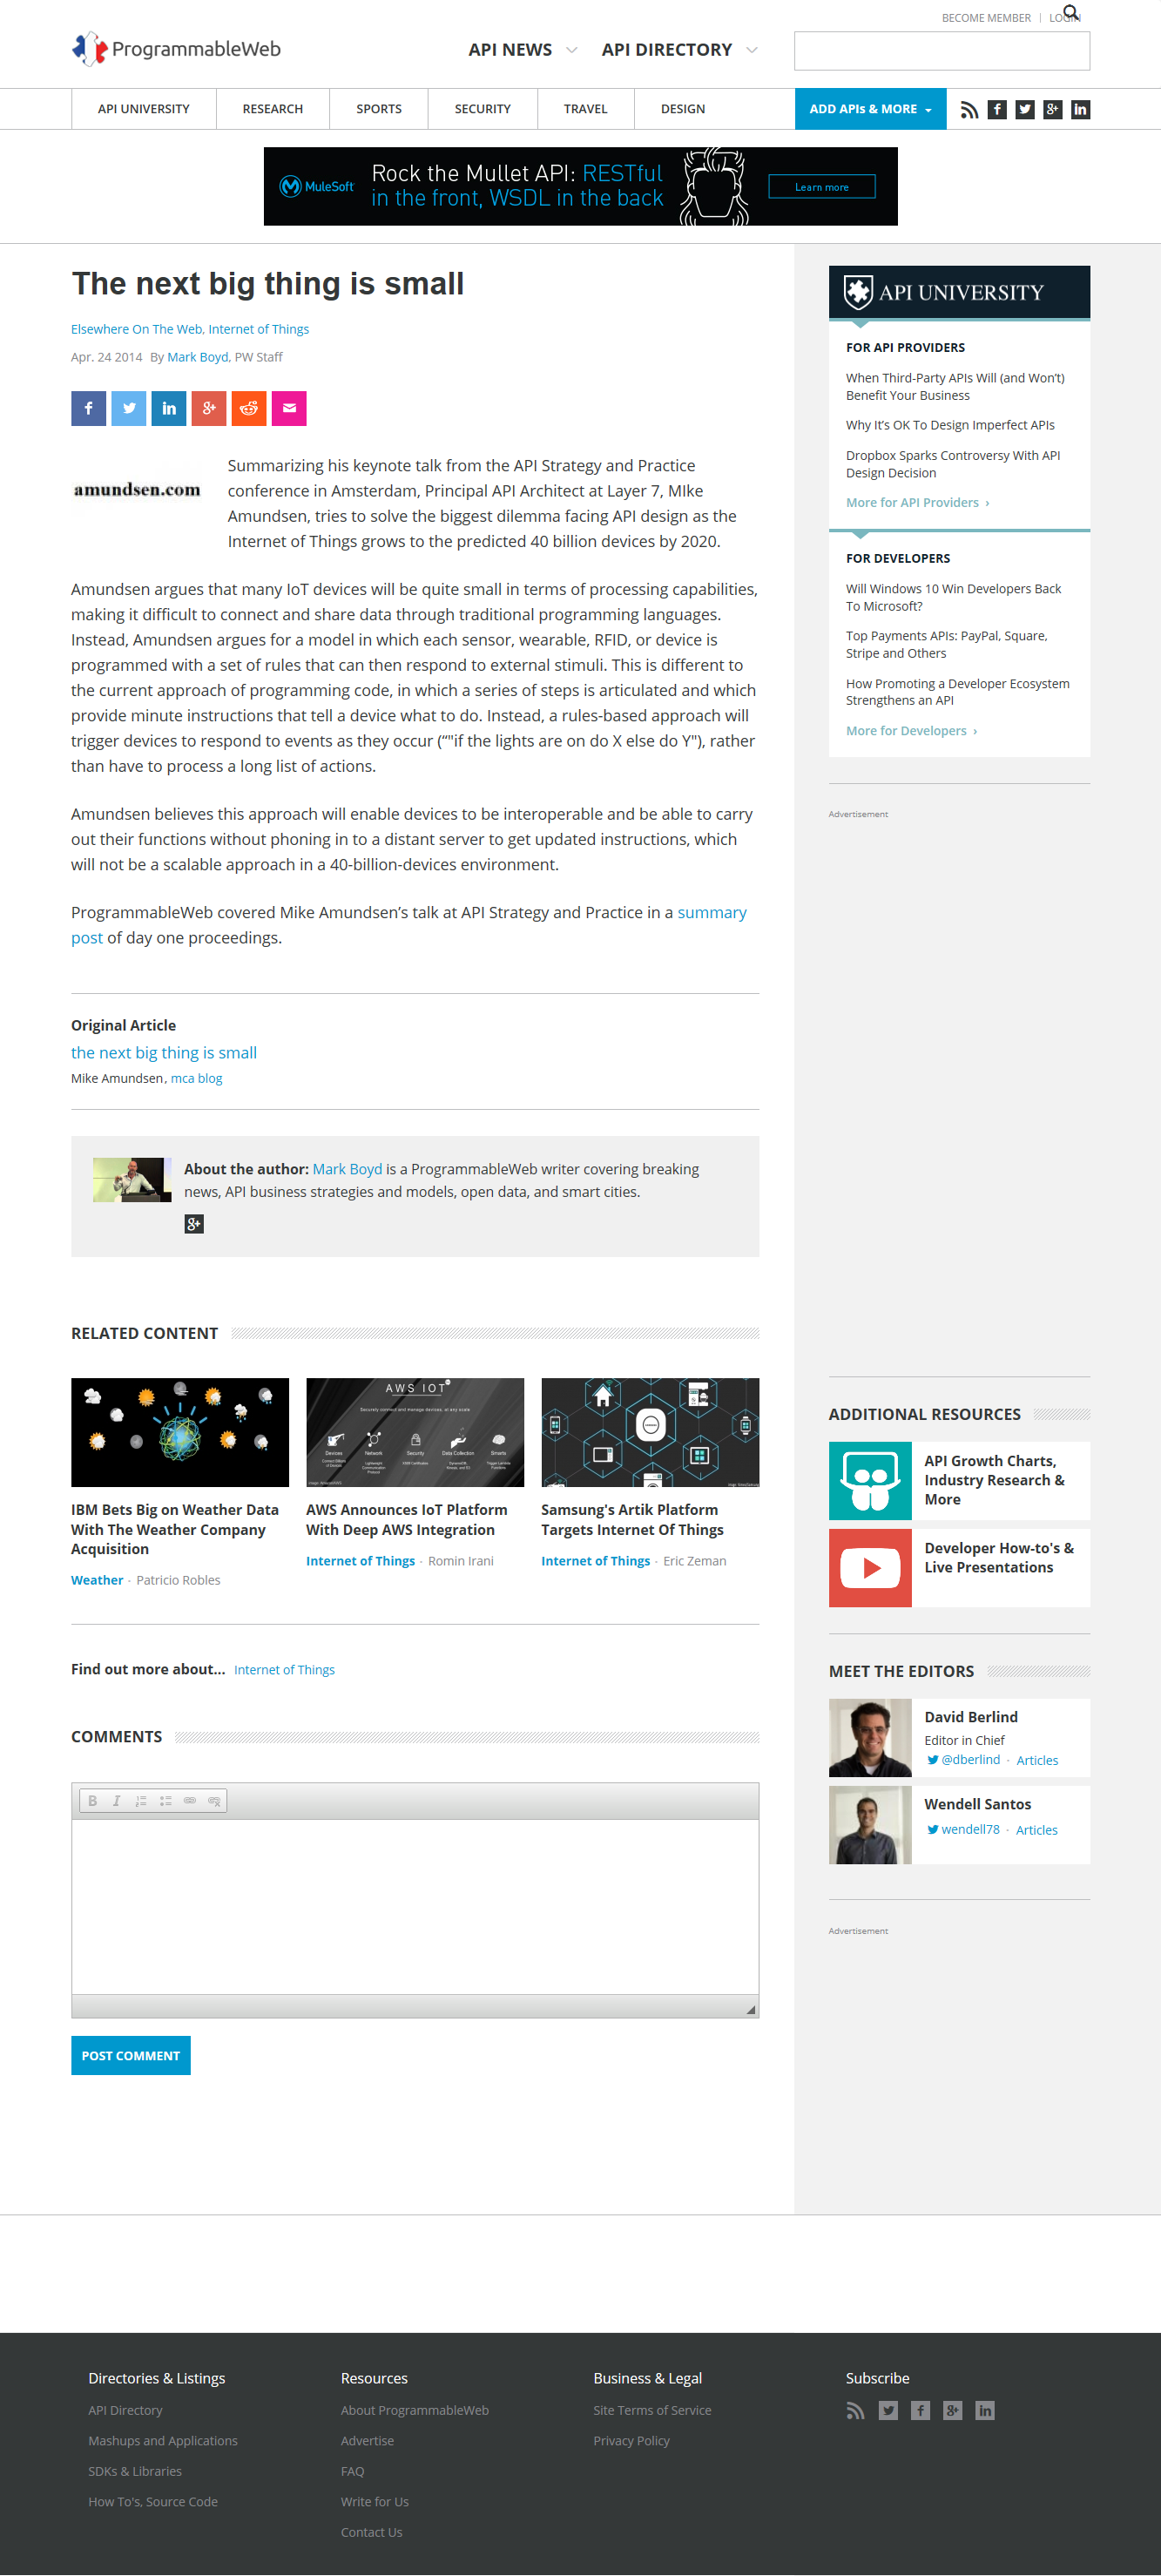 BECOME MEMBER | LOGIN
ProgrammableWeb
API NEWS API DIRECTORY
API UNIVERSITY RESEARCH SPORTS SECURITY TRAVEL DESIGN
ADD APIs & MORE
MuleSoft
Rock the Mullet API: RESTful
in the front, WSDL in the back
Learn more
The next big thing is small
Elsewhere On The Web, Internet of Things
Apr. 24 2014 By Mark Boyd, PW Staff
amundsen.com
Summarizing his keynote talk from the API Strategy and Practice
conference in Amsterdam, Principal API Architect at Layer 7, MIke
Amundsen, tries to solve the biggest dilemma facing API design as the
Internet of Things grows to the predicted 40 billion devices by 2020.
Amundsen argues that many IoT devices will be quite small in terms of processing capabilities,
making it difficult to connect and share data through traditional programming languages.
Instead, Amundsen argues for a model in which each sensor, wearable, RFID, or device is
programmed with a set of rules that can then respond to external stimuli. This is different to
the current approach of programming code, in which a series of steps is articulated and which
provide minute instructions that tell a device what to do. Instead, a rules-based approach will
trigger devices to respond to events as they occur (“"if the lights are on do X else do Y"), rather
than have to process a long list of actions.
Amundsen believes this approach will enable devices to be interoperable and be able to carry
out their functions without phoning in to a distant server to get updated instructions, which
will not be a scalable approach in a 40-billion-devices environment.
ProgrammableWeb covered Mike Amundsen’s talk at API Strategy and Practice in a summary
post of day one proceedings.
Original Article
the next big thing is small
Mike Amundsen, mca blog
About the author: Mark Boyd is a ProgrammableWeb writer covering breaking
news, API business strategies and models, open data, and smart cities.
RELATED CONTENT
AWS IOT
Securely connect and manage devices, at any scale
Devices Network Security Data Collection Smarts
IBM Bets Big on Weather Data
With The Weather Company
Acquisition
Weather - Patricio Robles
AWS Announces IoT Platform
With Deep AWS Integration
Internet of Things - Romin Irani
Samsung's Artik Platform
Targets Internet Of Things
Internet of Things - Eric Zeman
Find out more about... Internet of Things
COMMENTS
POST COMMENT
API UNIVERSITY
FOR API PROVIDERS
When Third-Party APIs Will (and Won’t)
Benefit Your Business
Why It’s OK To Design Imperfect APIs
Dropbox Sparks Controversy With API
Design Decision
More for API Providers ›
FOR DEVELOPERS
Will Windows 10 Win Developers Back
To Microsoft?
Top Payments APIs: PayPal, Square,
Stripe and Others
How Promoting a Developer Ecosystem
Strengthens an API
More for Developers ›
Advertisement
ADDITIONAL RESOURCES
API Growth Charts,
Industry Research &
More
Developer How-to's &
Live Presentations
MEET THE EDITORS
David Berlind
Editor in Chief
@dberlind - Articles
Wendell Santos
wendell78 - Articles
Advertisement
Directories & Listings
API Directory
Mashups and Applications
SDKs & Libraries
How To's, Source Code
Resources
About ProgrammableWeb
Advertise
FAQ
Write for Us
Contact Us
Business & Legal
Site Terms of Service
Privacy Policy
Subscribe